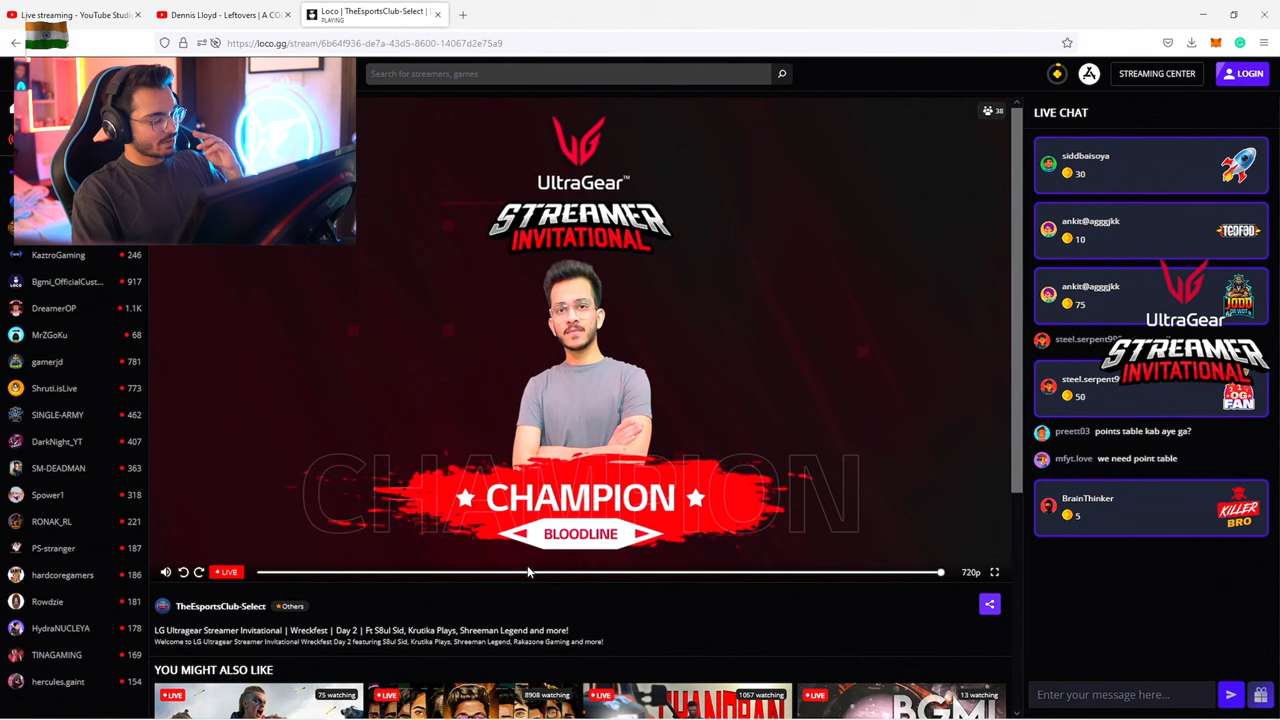 Live streaming - YouTube Studi
Dennis Lloyd - Leftovers | A CO
Loco | TheEsportsClub-Select |
PLAYING
https://loco.gg/stream/6b64f936-de7a-43d5-8600-14067d2e75a9
Search for streamers, games
STREAMING CENTER
LOGIN
KaztroGaming 246
Bgmi_OfficialCust... 917
DreamerOP 1.1K
MrZGoKu 68
gamerjd 781
Shruti.isLive 773
SINGLE-ARMY 462
DarkNight_YT 407
SM-DEADMAN 363
Spower1 318
RONAK_RL 221
PS-stranger 187
hardcoregamers 186
Rowdzie 181
HydraNUCLEYA 178
TINAGAMING 169
hercules.gaint 154
38
UltraGear™
STREAMER
INVITATIONAL
CHAMPION
CHAMPION
BLOODLINE
LIVE
720p
TheEsportsClub-Select
Others
LG Ultragear Streamer Invitational | Wreckfest | Day 2 | Ft S8ul Sid, Krutika Plays, Shreeman Legend and more!
Welcome to LG Ultragear Streamer Invitational Wreckfest Day 2 featuring S8ul Sid, Krutika Plays, Shreeman Legend, Rakazone Gaming and more!
YOU MIGHT ALSO LIKE
LIVE 75 watching
LIVE 8908 watching
LIVE 1057 watching
LIVE 13 watching
BGMI
LIVE CHAT
siddbaisoya
30
ankit@agggjkk
10
ankit@agggjkk
75
UltraGear
STREAMER
INVITATIONAL
steel.serpent9
50
OG
FAN
preett03 points table kab aye ga?
mfyt.love we need point table
BrainThinker
5
KILLER
BRO
Enter your message here...